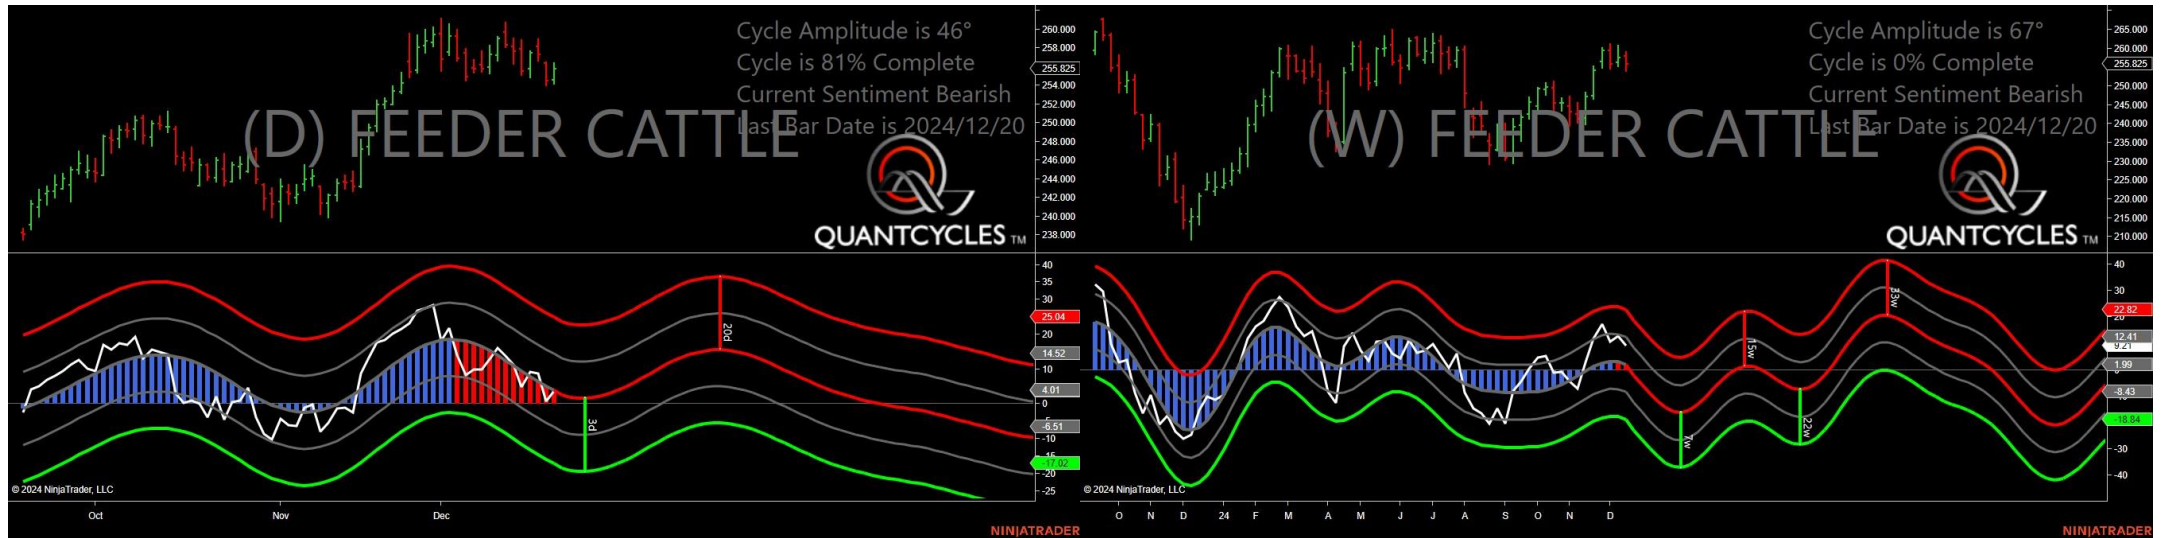 Cycle Amplitude is 46°
Cycle is 81% Complete
Current Sentiment Bearish
Last Bar Date is 2024/12/20
(D) FEEDER CATTLE
QUANTCYCLES TM
260.000
258.000
255.825
254.000
252.000
250.000
248.000
246.000
244.000
242.000
240.000
238.000
40
35
30
25.04
20
14.52
10
4.01
0
-5
-6.51
-10
-15
-17.02
-20
-25
20d
3d
© 2024 NinjaTrader, LLC
Oct
Nov
Dec
NINJATRADER
Cycle Amplitude is 67°
Cycle is 0% Complete
Current Sentiment Bearish
Last Bar Date is 2024/12/20
(W) FEEDER CATTLE
QUANTCYCLES TM
265.000
260.000
255.825
250.000
245.000
240.000
235.000
230.000
225.000
220.000
215.000
210.000
40
30
22.82
20
12.41
9.21
1.99
-8.43
-18.84
-30
-40
7w
15w
22w
33w
© 2024 NinjaTrader, LLC
O N D 24 F M A M J J A S O N D
NINJATRADER